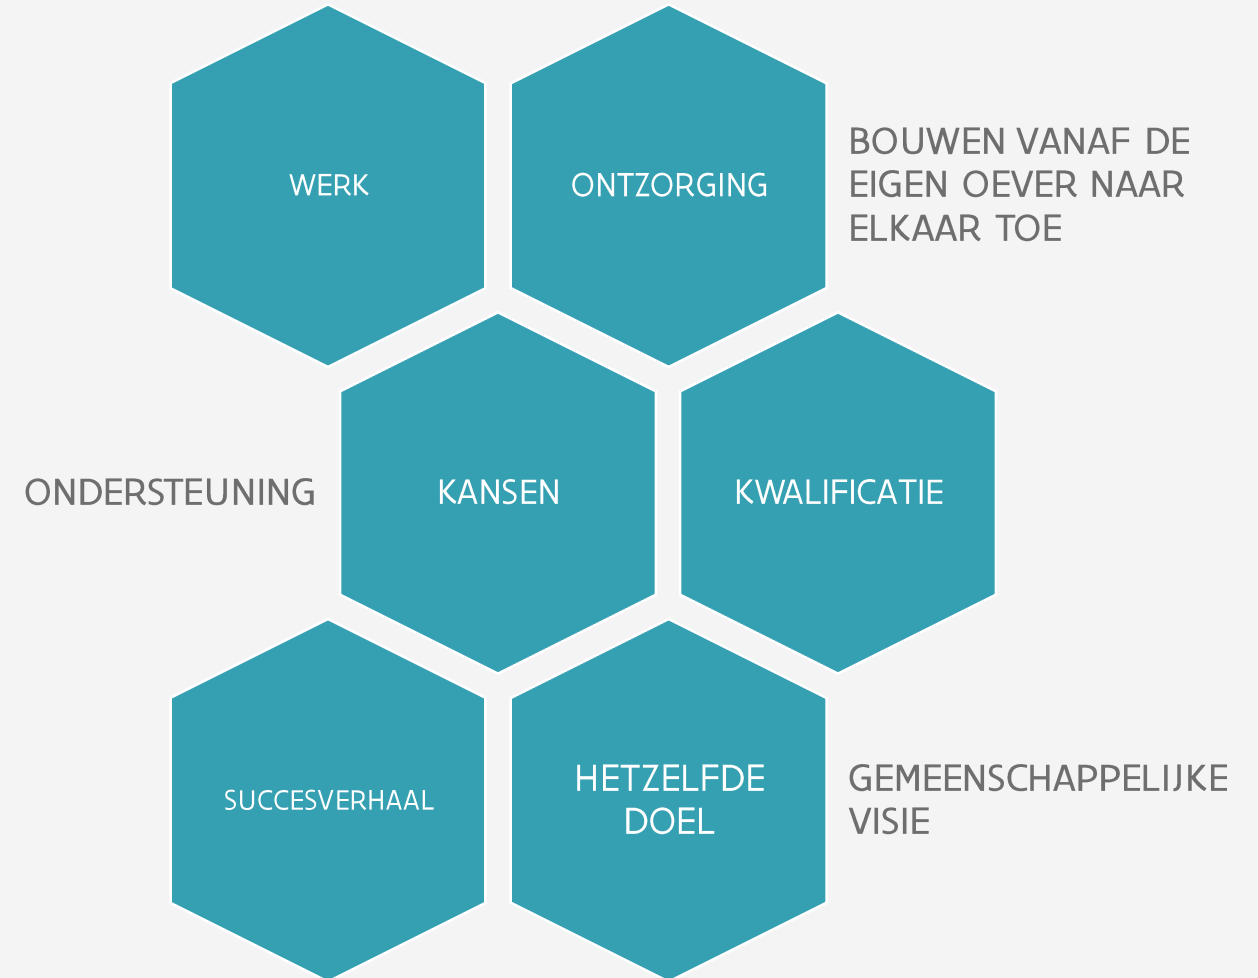 WERK
ONTZORGING
BOUWEN VANAF DE
EIGEN OEVER NAAR
ELKAAR TOE
ONDERSTEUNING
KANSEN
KWALIFICATIE
SUCCESVERHAAL
HETZELFDE
DOEL
GEMEENSCHAPPELIJKE
VISIE